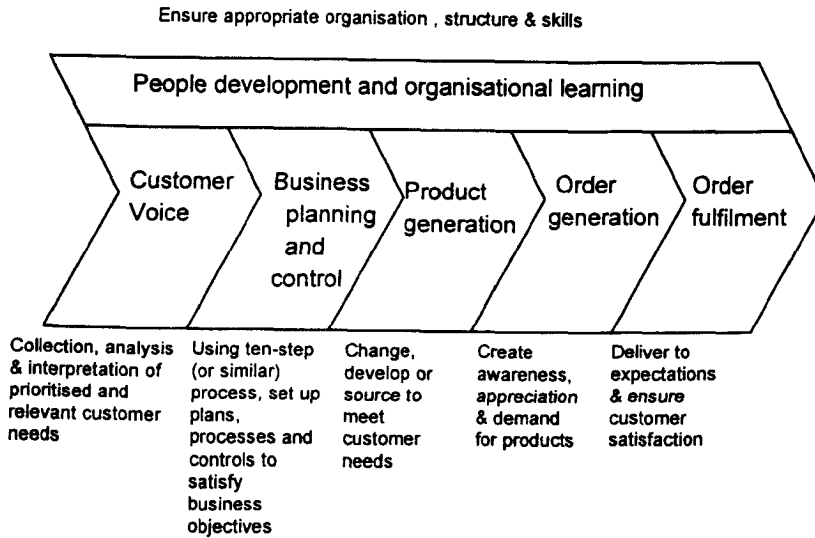 Ensure appropriate organisation , structure & skills
People development and organisational learning
Customer
Voice
Business
planning
and
control
Product
generation
Order
generation
Order
fulfilment
Collection, analysis
& interpretation of
prioritised and
relevant customer
needs
Using ten-step
(or similar)
process, set up
plans,
processes and
controls to
satisfy
business
objectives
Change,
develop or
source to
meet
customer
needs
Create
awareness,
appreciation
& demand
for products
Deliver to
expectations
& ensure
customer
satisfaction